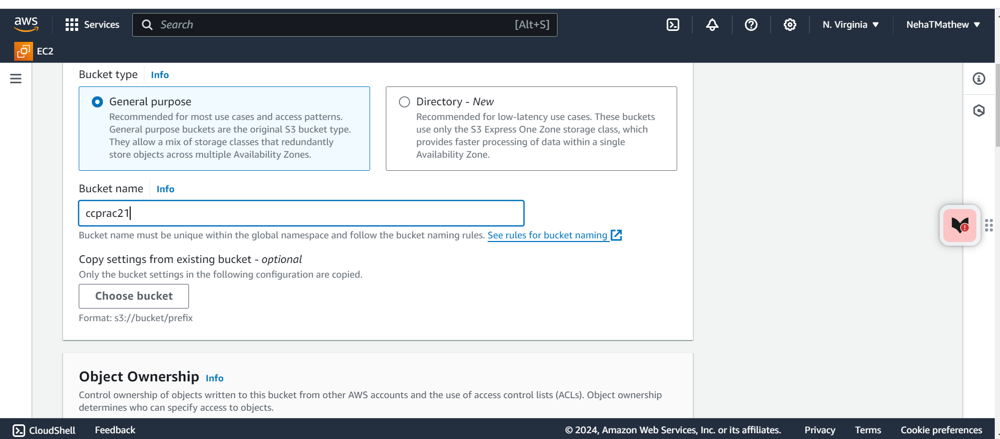 aws
Services
Search
[Alt+S]
N. Virginia
NehaTMathew
EC2
Bucket type
Info
General purpose
Recommended for most use cases and access patterns.
General purpose buckets are the original S3 bucket type.
They allow a mix of storage classes that redundantly
store objects across multiple Availability Zones.
Directory - New
Recommended for low-latency use cases. These buckets
use only the S3 Express One Zone storage class, which
provides faster processing of data within a single
Availability Zone.
Bucket name
Info
ccprac21
Bucket name must be unique within the global namespace and follow the bucket naming rules. See rules for bucket naming
Copy settings from existing bucket - optional
Only the bucket settings in the following configuration are copied.
Choose bucket
Format: s3://bucket/prefix
Object Ownership Info
Control ownership of objects written to this bucket from other AWS accounts and the use of access control lists (ACLs). Object ownership
determines who can specify access to objects.
CloudShell
Feedback
© 2024, Amazon Web Services, Inc. or its affiliates.
Privacy
Terms
Cookie preferences